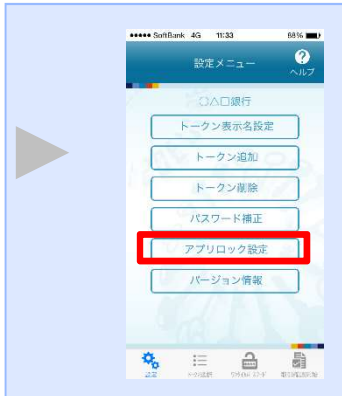 ●●●●● SoftBank 4G 11:33 88%
設定メニュー
?
ヘルプ
○△□銀行
トークン表示名設定
トークン追加
トークン削除
パスワード補正
アプリロック設定
バージョン情報
設定